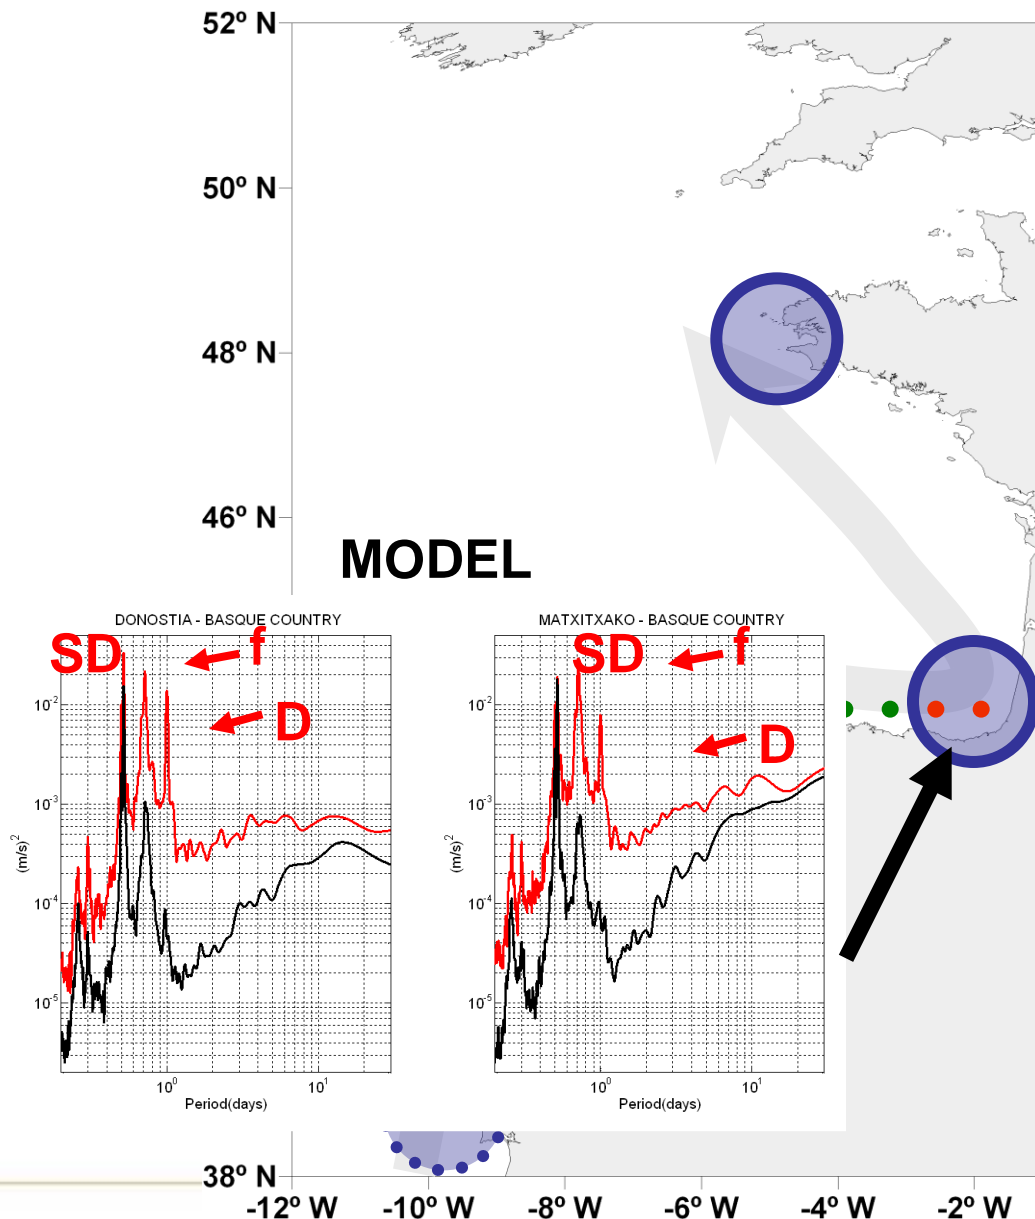 52º N
50º N
48º N
46º N
MODEL
DONOSTIA - BASQUE COUNTRY
MATXITXAKO - BASQUE COUNTRY
SD
f
SD
f
D
D
10-2
10-3
10-4
10-5
(m/s)2
10-2
10-3
10-4
10-5
(m/s)2
100
101
Period(days)
100
101
Period(days)
38º N
-12º W
-10º W
-8º W
-6º W
-4º W
-2º W